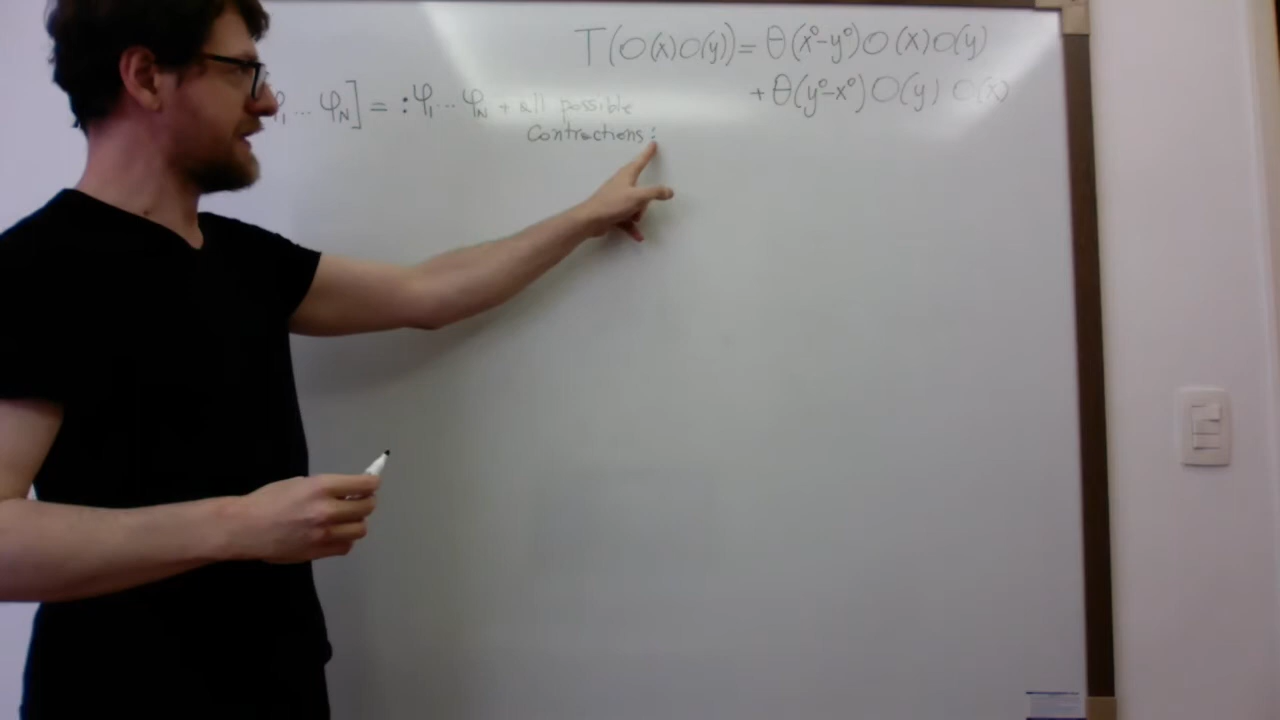 T(O(x)O(y)) = θ(x⁰-y⁰)O(x)O(y)
+ θ(y⁰-x⁰)O(y) O(x)
φ₁ ... φ_N] = :φ₁ ... φ_N + all possible
Contractions: